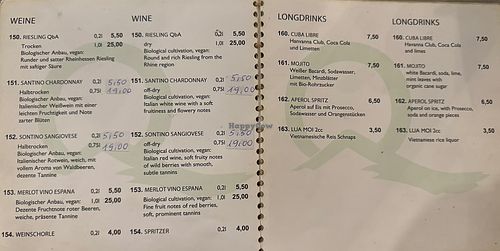 WEINE
150. RIESLING QbA 0,2l 5,50
Trocken 1,0l 25,00
Biologischer Anbau, vegan:
Runder und satter Rheinhessen Riesling
mit saftiger Säure
151. SANTINO CHARDONNAY 0,2l 5,50
Halbtrocken 0,75l 19,00
Biologischer Anbau, vegan:
Italienischer Weißwein mit einer
leichten Fruchtigkeit und Note
zarter Blüten
152. SANTINO SANGIOVESE 0,2l 5,50
Halbtrocken 0,75l 19,00
Biologischer Anbau, vegan:
Italienischer Rotwein, weich, mit
vollem Aroma von Waldbeeren,
dezente Tannine
153. MERLOT VINO ESPANA 0,2l 5,50
Biologischer Anbau, vegan: 1,0l 25,00
Dezente Fruchtnote roter Beeren,
weiche, präsente Tannine
154. WEINSCHORLE 0,2l 4,00
WINE
150. RIESLING QbA 0,2l 5,50
dry 1,0l 25,00
Biological cultivation, vegan:
Round and rich Riesling from the
Rhine region
151. SANTINO CHARDONNAY 0,2l 5,50
off-dry 0,75l 19,00
Biological cultivation, vegan:
Italian white wine with a soft
fruitiness and flowery notes
152. SANTINO SANGIOVESE 0,2l 5,50
off-dry 0,75l 19,00
Biological cultivation, vegan:
Italian red wine, soft fruity notes
of wild berries with smooth,
subtle tannins
153. MERLOT VINO ESPANA 0,2l 5,50
Biological cultivation, vegan: 1,0l 25,00
Fine fruit notes of red berries,
soft, prominent tannins
154. SPRITZER 0,2l 4,00
LONGDRINKS
160. CUBA LIBRE 7,50
Havanna Club, Coca Cola
und Limetten
161. MOJITO 7,50
Weißer Bacardi, Sodawasser,
Limetten, Minzblätter
mit Bio-Rohrzucker
162. APEROL SPRITZ 6,50
Aperol auf Eis mit Prosecco,
Sodawasser und Orangenstücken
163. LUA MOI 2cc 3,50
Vietnamesische Reis Schnaps
LONGDRINKS
160. CUBA LIBRE 7,50
Havanna Club, Coca Cola
and limes
161. MOJITO 7,50
white Bacardi, soda, lime,
mint leaves with
organic cane sugar
162. APEROL SPRITZ 6,50
Aperol on ice, with Prosecco,
soda and orange pieces
163. LUA MOI 2cc 3,50
Vietnamese rice liquor
HappyCow